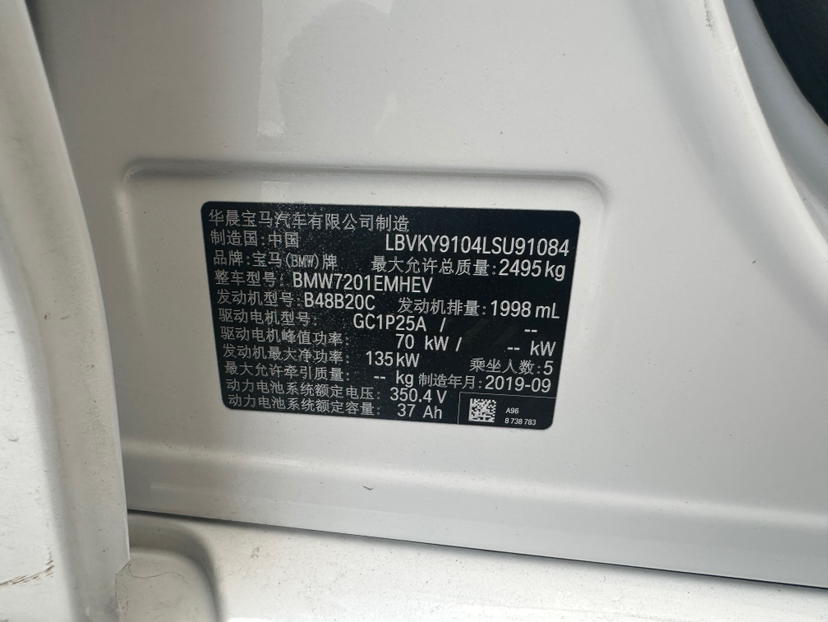 华晨宝马汽车有限公司制造
制造国:中国 LBVKY9104LSU91084
品牌:宝马(BMW)牌 最大允许总质量:2495kg
整车型号:BMW7201EMHEV
发动机型号:B48B20C 发动机排量:1998 mL
驱动电机型号: GC1P25A / --
驱动电机峰值功率: 70 kW / -- kW
发动机最大净功率: 135kW 乘坐人数:5
最大允许牵引质量: -- kg 制造年月:2019-09
动力电池系统额定电压: 350.4 V
动力电池系统额定容量: 37 Ah
A96
8 738 783